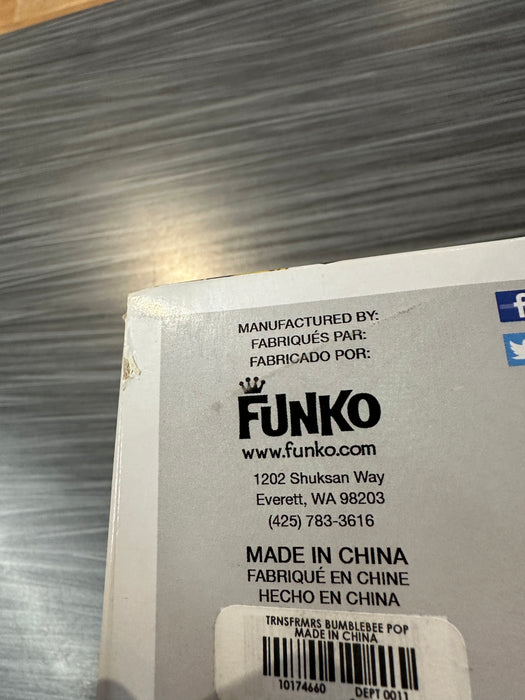 MANUFACTURED BY:
FABRIQUÉS PAR:
FABRICADO POR:
FUNKO
www.funko.com
1202 Shuksan Way
Everett, WA 98203
(425) 783-3616
MADE IN CHINA
FABRIQUÉ EN CHINE
HECHO EN CHINA
TRNSFRMRS BUMBLEBEE POP
MADE IN CHINA
10174660 DEPT 0011